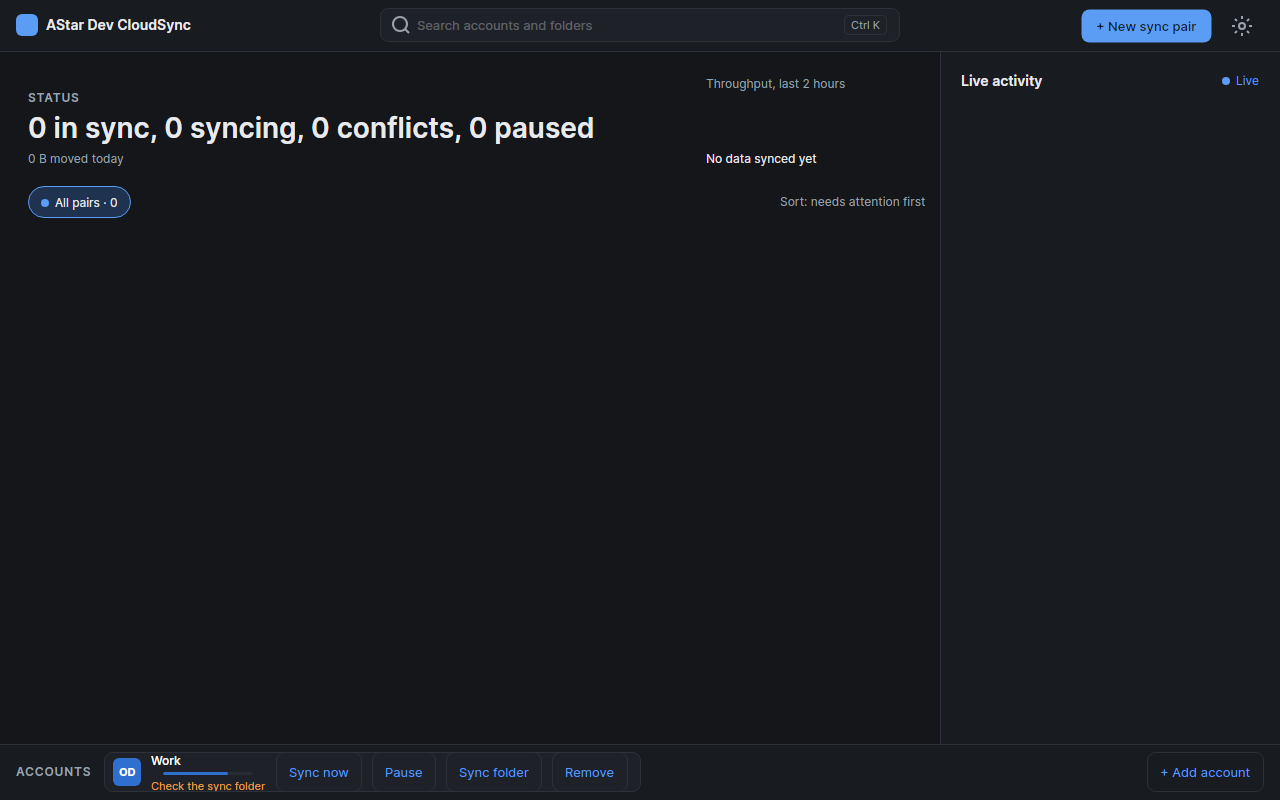 AStar Dev CloudSync
Search accounts and folders
Ctrl K
+ New sync pair
STATUS
0 in sync, 0 syncing, 0 conflicts, 0 paused
0 B moved today
Throughput, last 2 hours
No data synced yet
All pairs · 0
Sort: needs attention first
Live activity
Live
ACCOUNTS
OD
Work
Check the sync folder
Sync now
Pause
Sync folder
Remove
+ Add account